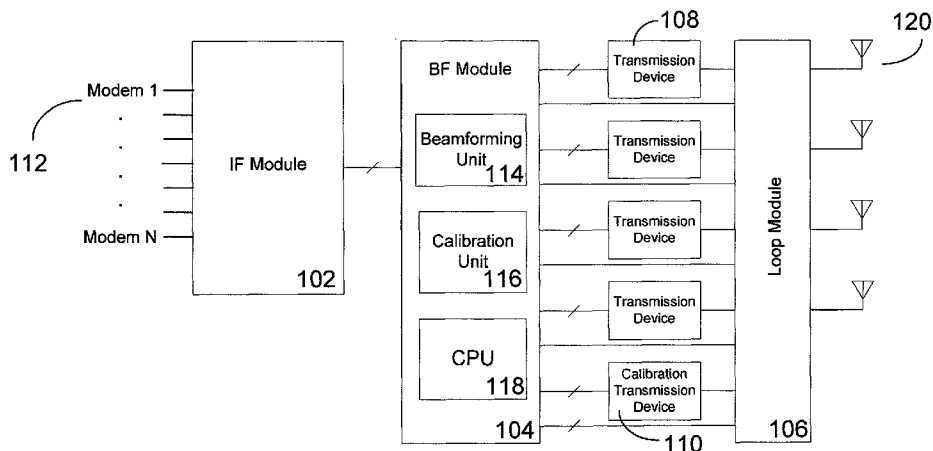 108
Transmission
Device
120
BF Module
Modem 1
112
IF Module
Beamforming
Unit
114
Transmission
Device
Loop Module
Calibration
Unit
116
Transmission
Device
Modem N
102
Transmission
Device
CPU
118
Calibration
Transmission
Device
104
110
106